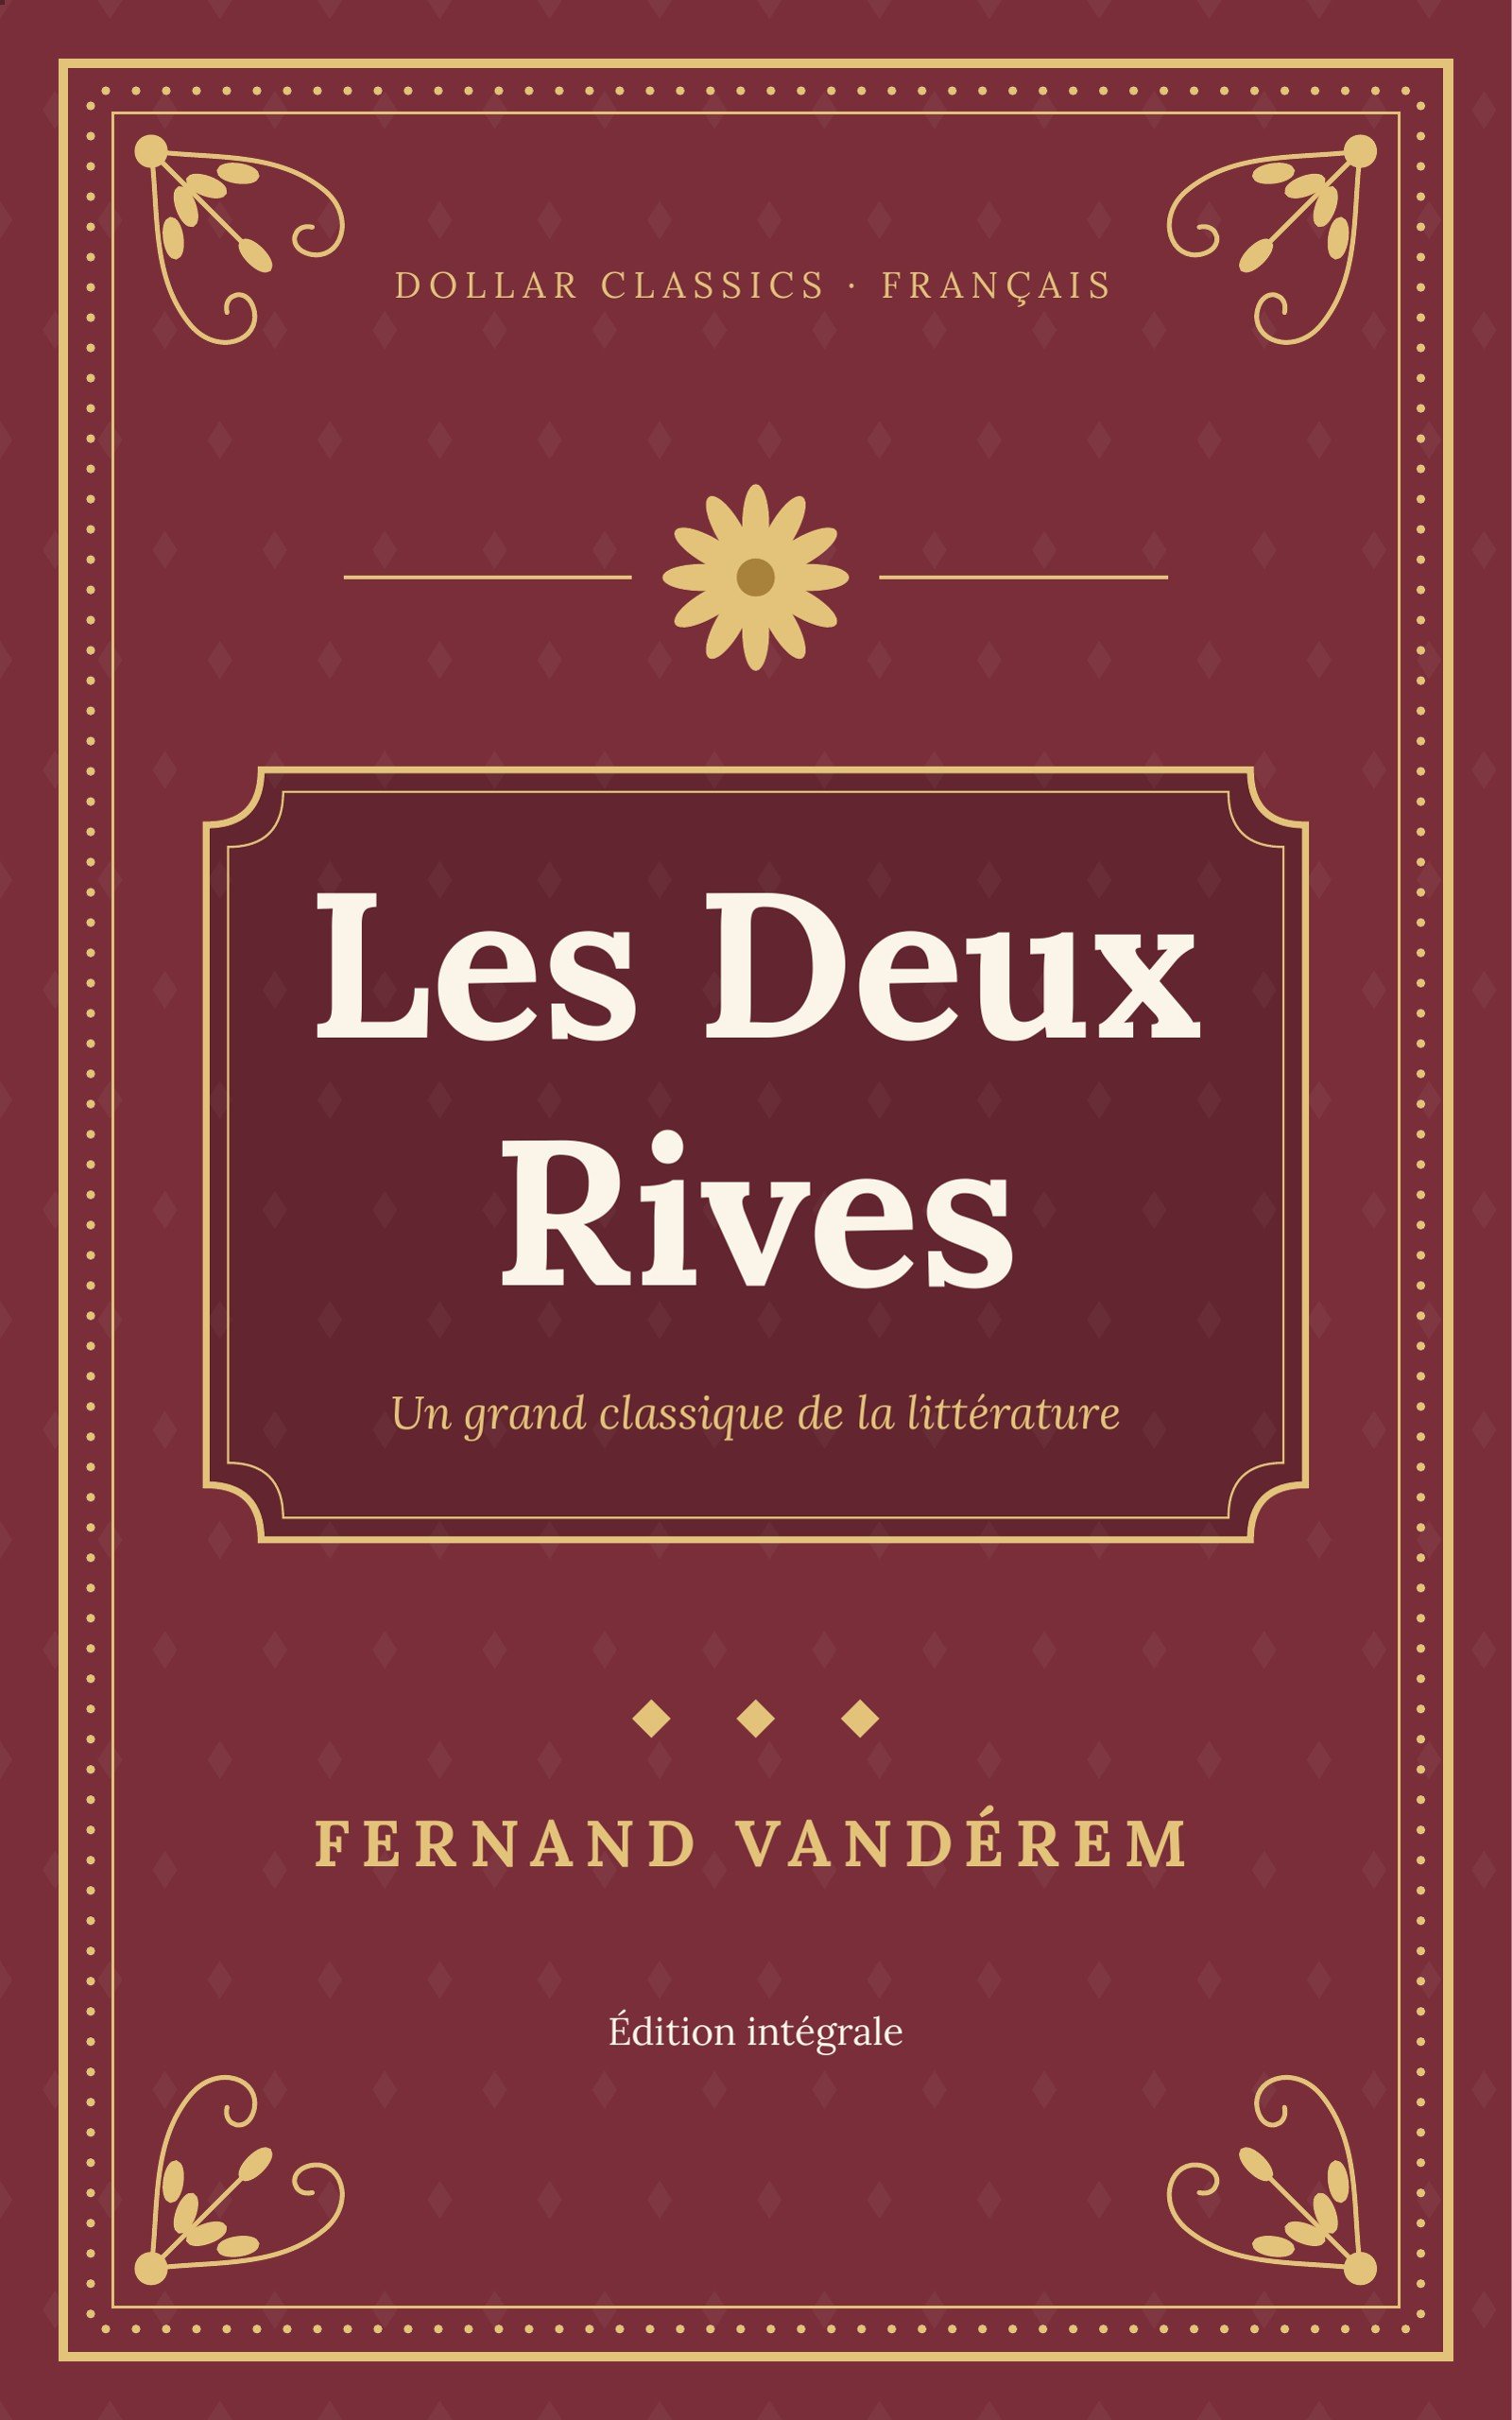 DOLLAR CLASSICS · FRANÇAIS
Les Deux
Rives
Un grand classique de la littérature
FERNAND VANDÉREM
Édition intégrale